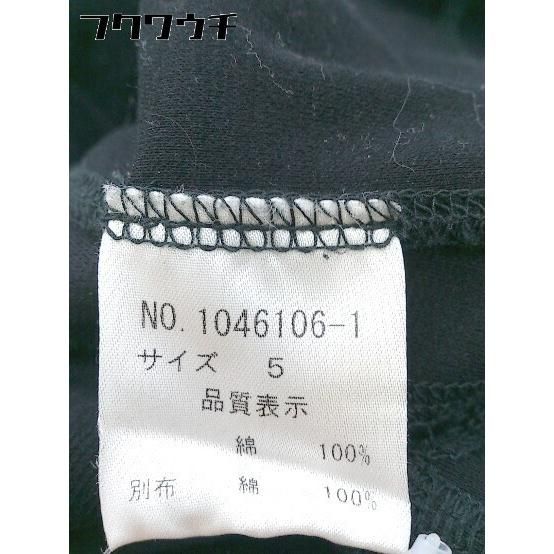 フクワウチ
NO. 1046106-1
サイズ 5
品質表示
綿 100%
別布 綿 100%